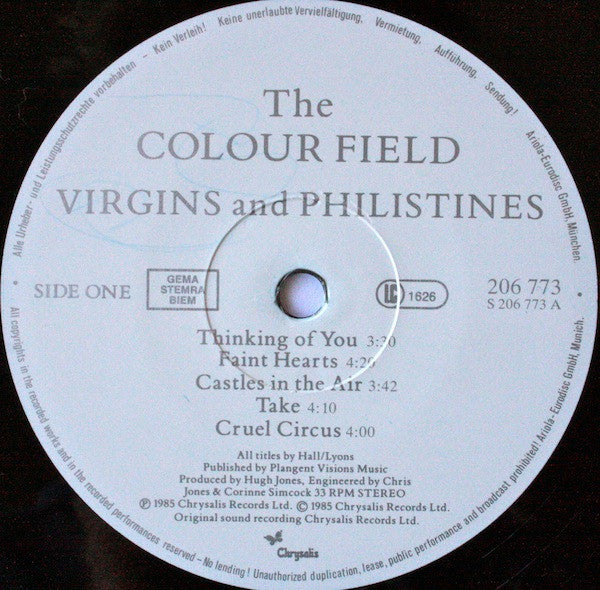 Alle Urheber- und Leistungsschutzrechte vorbehalten – Kein Verleih! Keine unerlaubte Vervielfältigung, Vermietung, Aufführung, Sendung! Ariola-Eurodisc GmbH, München.
The
COLOUR FIELD
VIRGINS and PHILISTINES
SIDE ONE
GEMA
STEMRA
BIEM
LC 1626
206 773
S 206 773 A
Thinking of You 3:30
Faint Hearts 4:20
Castles in the Air 3:42
Take 4:10
Cruel Circus 4:00
All titles by Hall/Lyons
Published by Plangent Visions Music
Produced by Hugh Jones, Engineered by Chris
Jones & Corinne Simcock 33 RPM STEREO
℗ 1985 Chrysalis Records Ltd. © 1985 Chrysalis Records Ltd.
Original sound recording Chrysalis Records Ltd.
Chrysalis
All copyrights in the recorded works and in the recorded performances reserved – No lending! Unauthorized duplication, lease, public performance and broadcast prohibited! Ariola-Eurodisc GmbH, Munich.